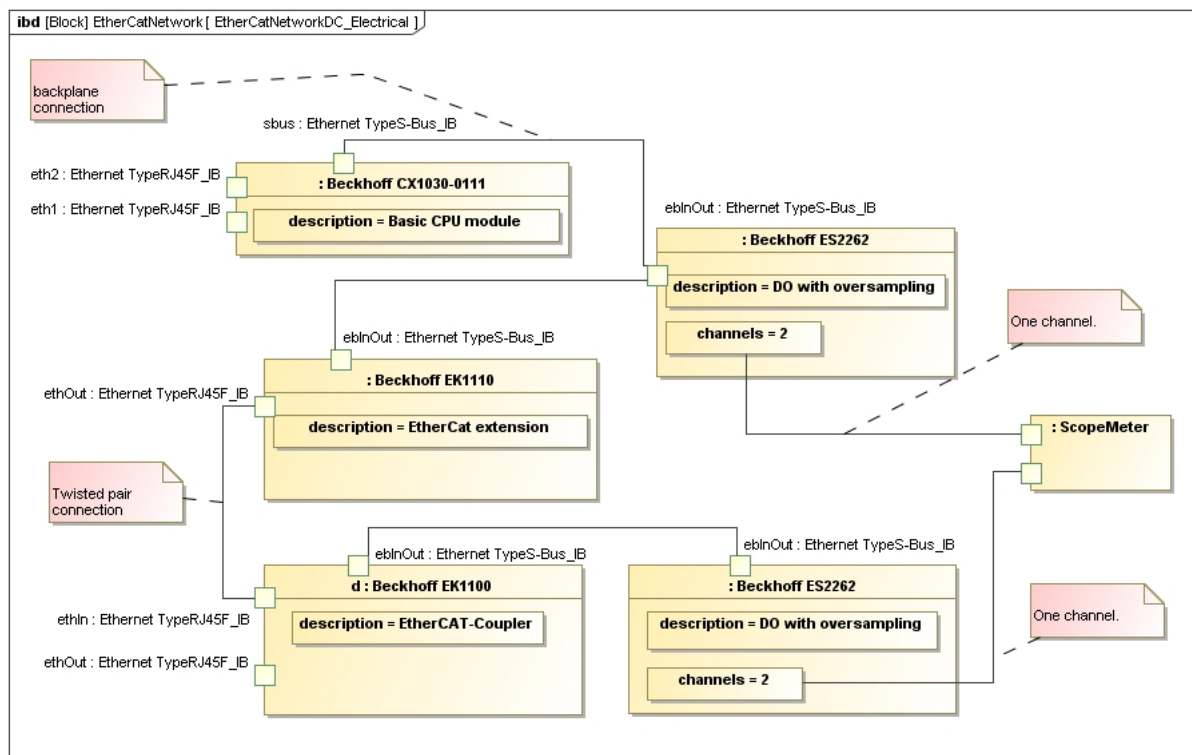 ibd [Block] EtherCatNetwork [ EtherCatNetworkDC_Electrical ]
backplane
connection
sbus : Ethernet TypeS-Bus_IB
eth2 : Ethernet TypeRJ45F_IB
: Beckhoff CX1030-0111
eth1 : Ethernet TypeRJ45F_IB
description = Basic CPU module
ebInOut : Ethernet TypeS-Bus_IB
: Beckhoff ES2262
description = DO with oversampling
channels = 2
One channel.
ebInOut : Ethernet TypeS-Bus_IB
: Beckhoff EK1110
ethOut : Ethernet TypeRJ45F_IB
description = EtherCat extension
: ScopeMeter
Twisted pair
connection
ebInOut : Ethernet TypeS-Bus_IB
d : Beckhoff EK1100
description = EtherCAT-Coupler
ethIn : Ethernet TypeRJ45F_IB
ethOut : Ethernet TypeRJ45F_IB
ebInOut : Ethernet TypeS-Bus_IB
: Beckhoff ES2262
description = DO with oversampling
channels = 2
One channel.